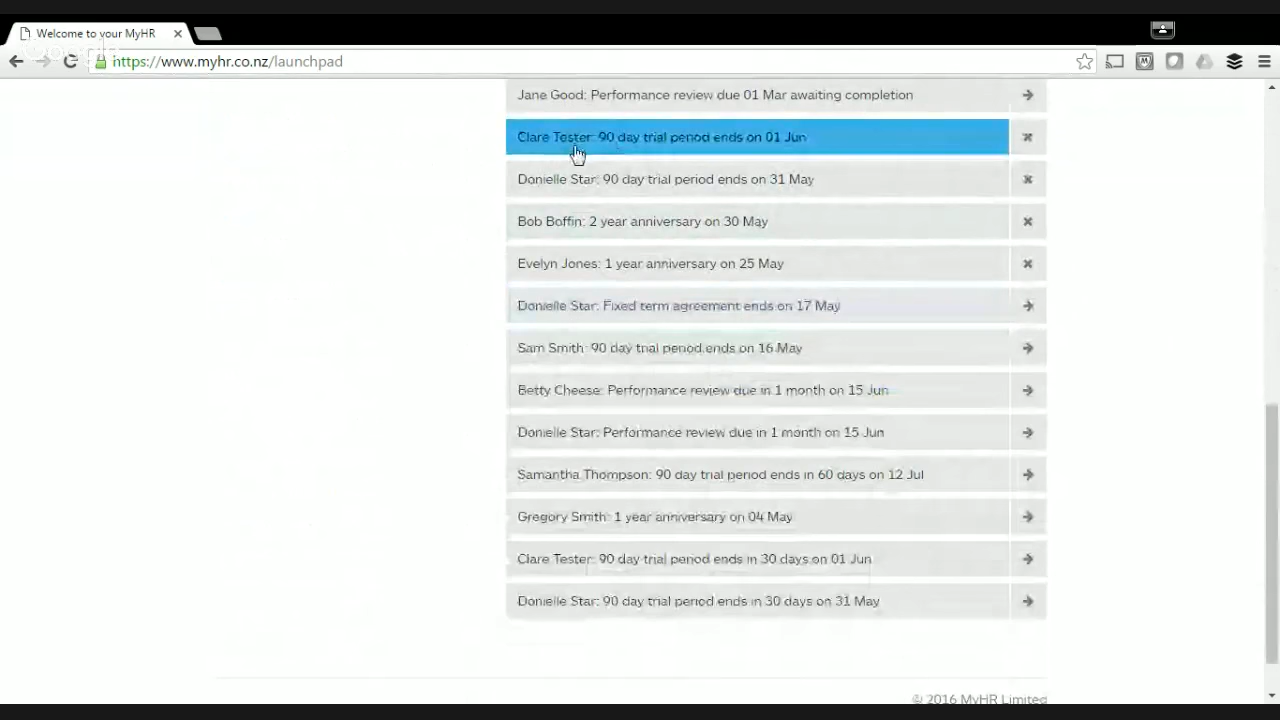 Welcome to your MyHR
https://www.myhr.co.nz/launchpad
Jane Good: Performance review due 01 Mar awaiting completion
Clare Tester: 90 day trial period ends on 01 Jun
Donielle Star: 90 day trial period ends on 31 May
Bob Boffin: 2 year anniversary on 30 May
Evelyn Jones: 1 year anniversary on 25 May
Donielle Star: Fixed term agreement ends on 17 May
Sam Smith: 90 day trial period ends on 16 May
Betty Cheese: Performance review due in 1 month on 15 Jun
Donielle Star: Performance review due in 1 month on 15 Jun
Samantha Thompson: 90 day trial period ends in 60 days on 12 Jul
Gregory Smith: 1 year anniversary on 04 May
Clare Tester: 90 day trial period ends in 30 days on 01 Jun
Donielle Star: 90 day trial period ends in 30 days on 31 May
© 2016 MyHR Limited